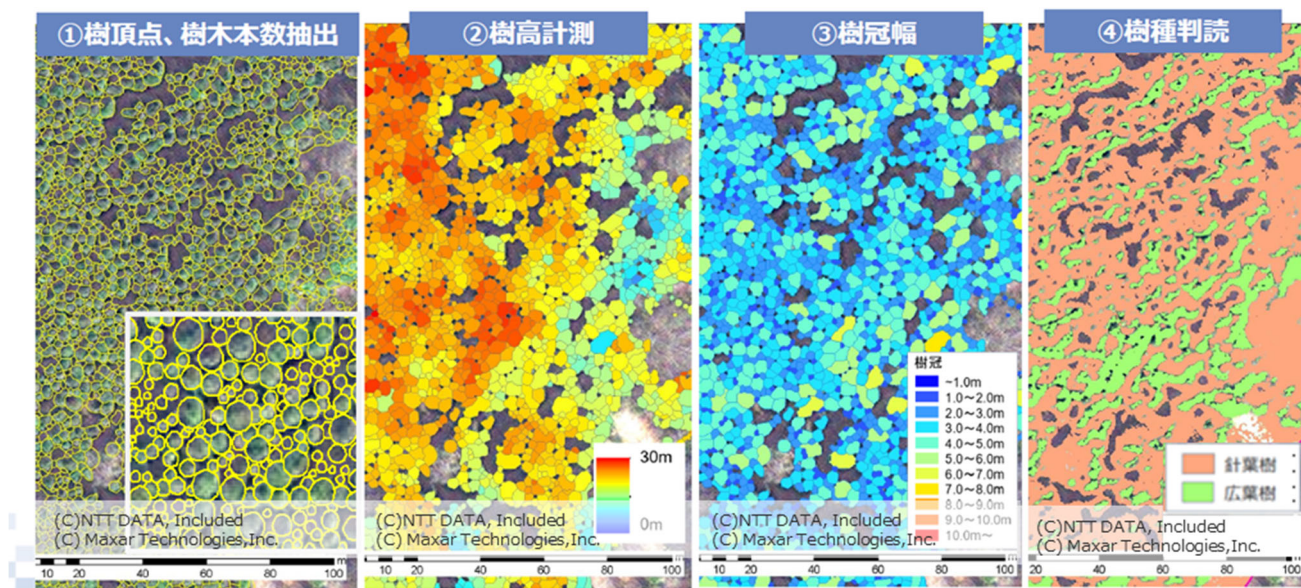 ①樹頂点、樹木本数抽出
(C)NTT DATA, Included
(C) Maxar Technologies,Inc.
10 20 40 60 80 100 m
②樹高計測
30m
0m
(C)NTT DATA, Included
(C) Maxar Technologies,Inc.
10 20 40 60 80 100 m
③樹冠幅
樹冠
~1.0m
1.0~2.0m
2.0~3.0m
3.0~4.0m
4.0~5.0m
5.0~6.0m
6.0~7.0m
7.0~8.0m
8.0~9.0m
9.0~10.0m
10.0m~
(C)NTT DATA, Included
(C) Maxar Technologies,Inc.
10 20 40 60 80 100 m
④樹種判読
針葉樹
広葉樹
(C)NTT DATA, Included
(C) Maxar Technologies,Inc.
20 40 60 80 100 m